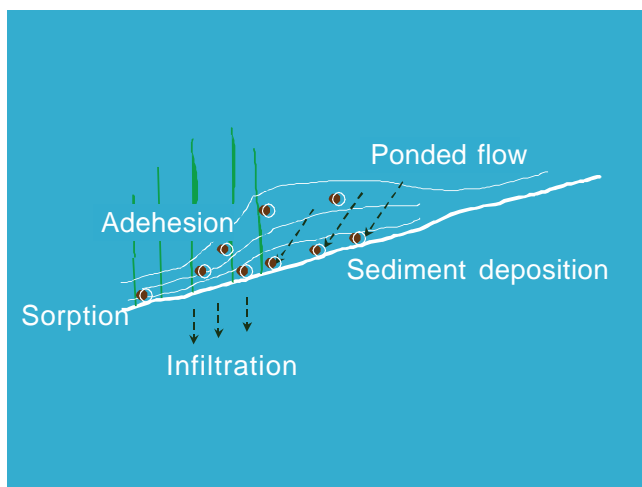 Ponded flow
Adehesion
Sediment deposition
Sorption
Infiltration